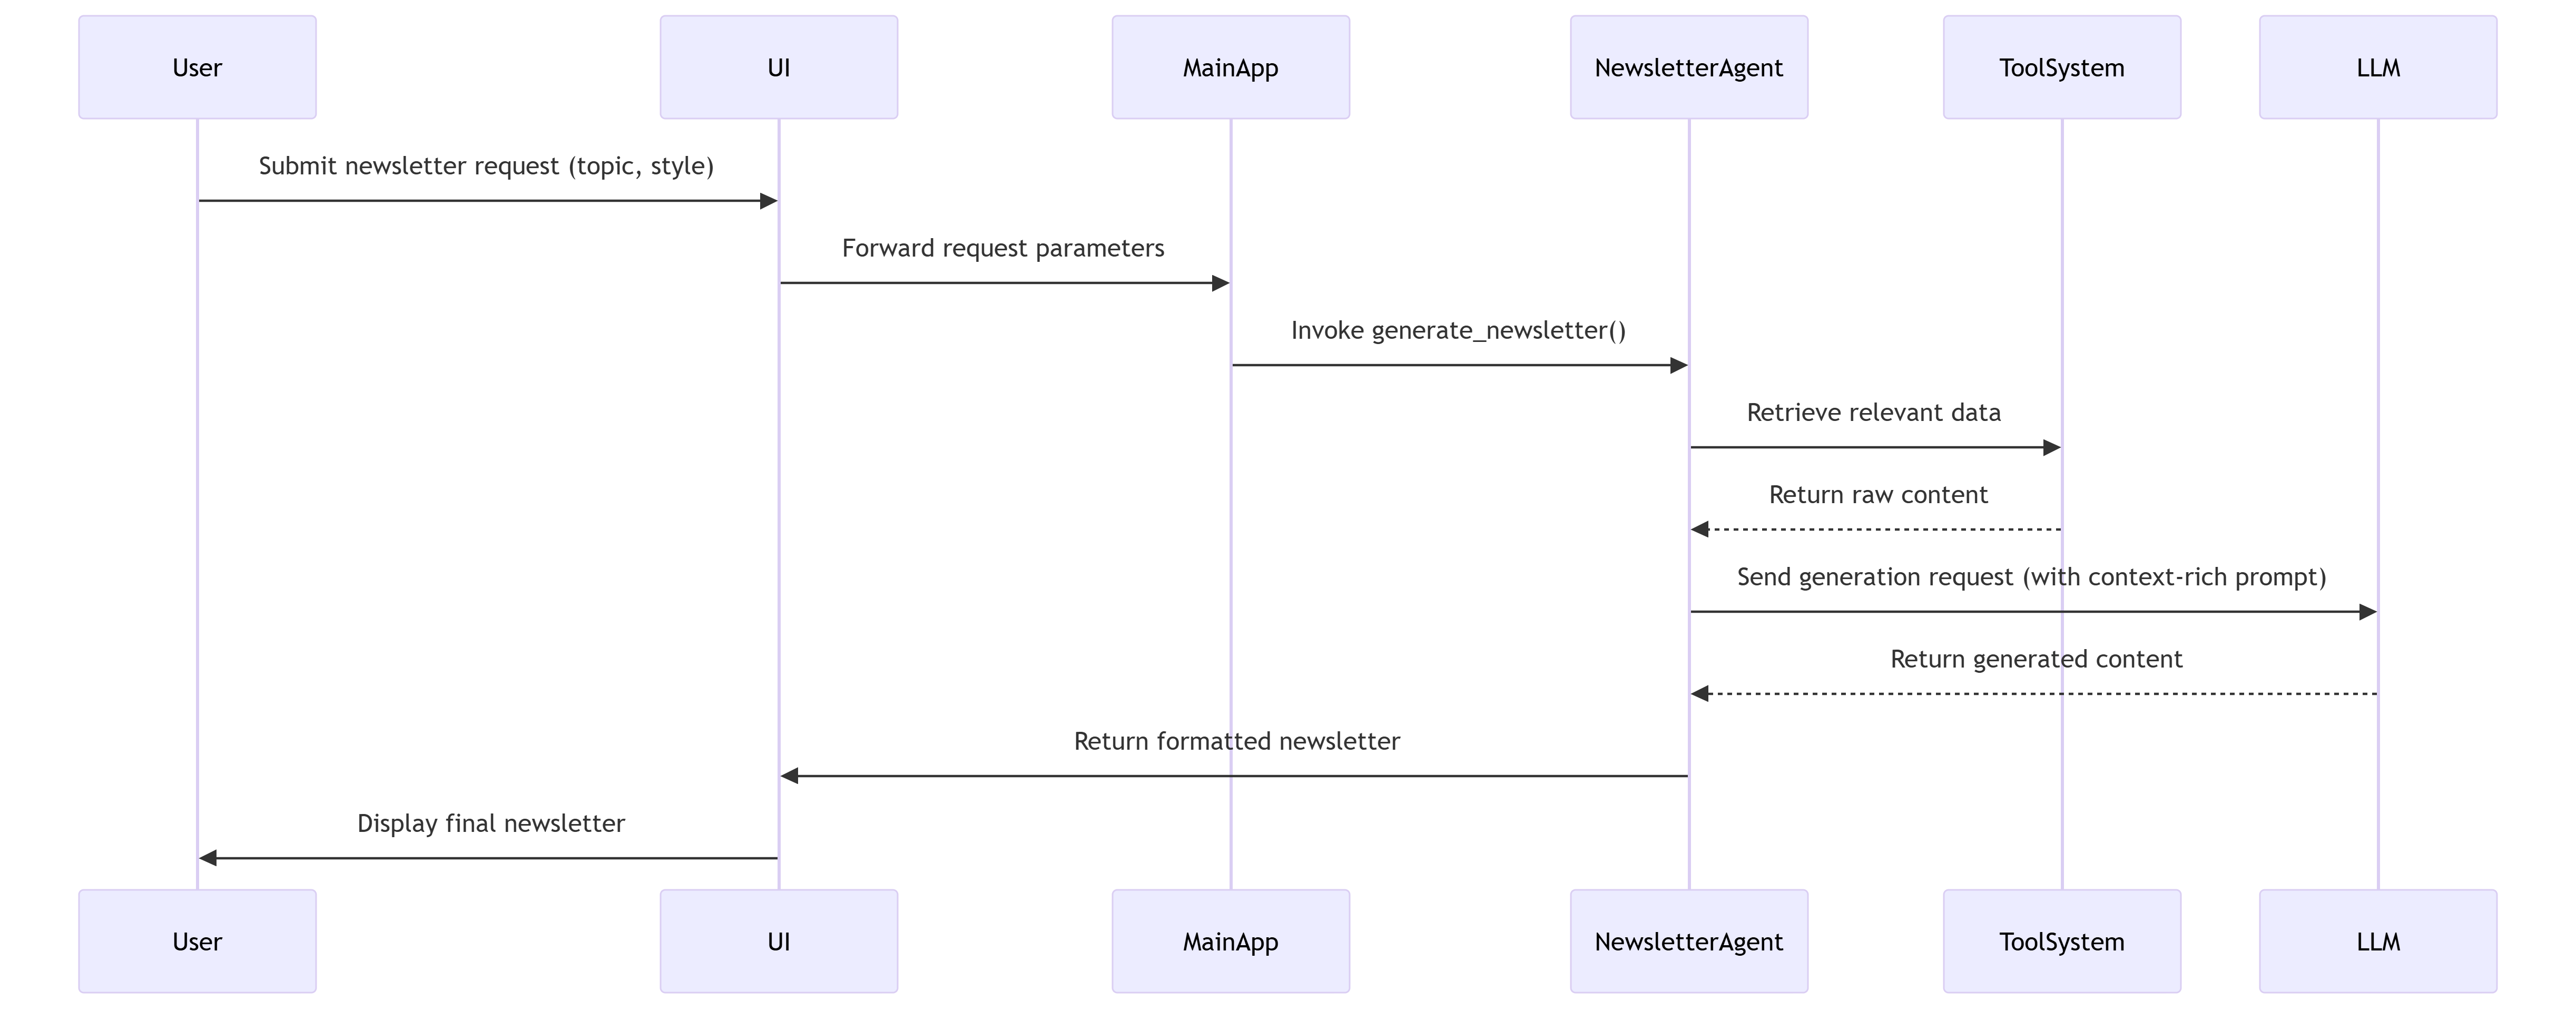 User
UI
MainApp
NewsletterAgent
ToolSystem
LLM
Submit newsletter request (topic, style)
Forward request parameters
Invoke generate_newsletter()
Retrieve relevant data
Return raw content
Send generation request (with context-rich prompt)
Return generated content
Return formatted newsletter
Display final newsletter
User
UI
MainApp
NewsletterAgent
ToolSystem
LLM